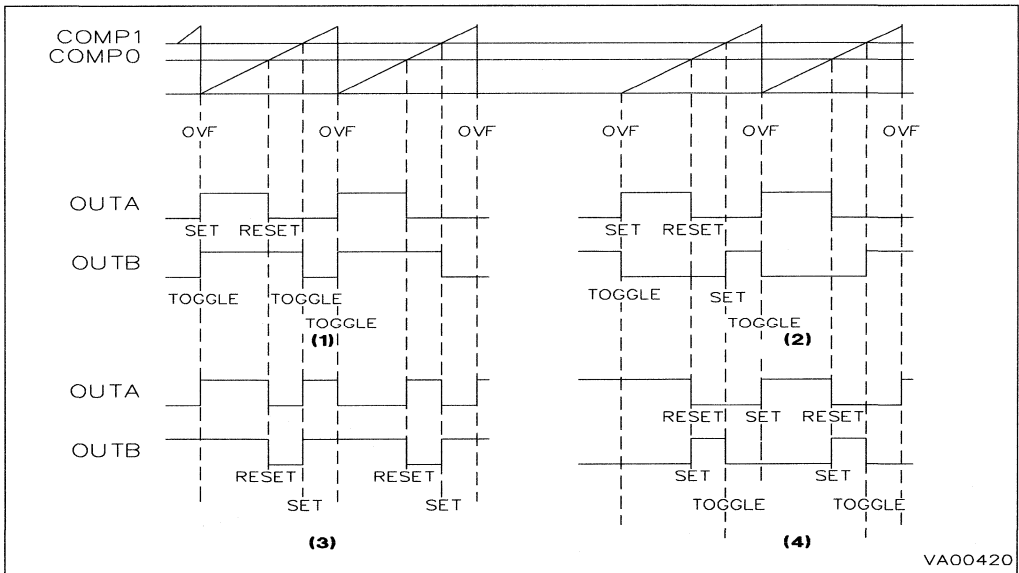 COMP1
COMP0
OVF OVF OVF OVF OVF OVF
OUTA
SET RESET SET RESET
OUTB
TOGGLE TOGGLE TOGGLE SET
TOGGLE TOGGLE
(1) (2)
OUTA
RESET SET RESET
OUTB
RESET RESET SET SET
SET SET TOGGLE TOGGLE
(3) (4)
VA00420